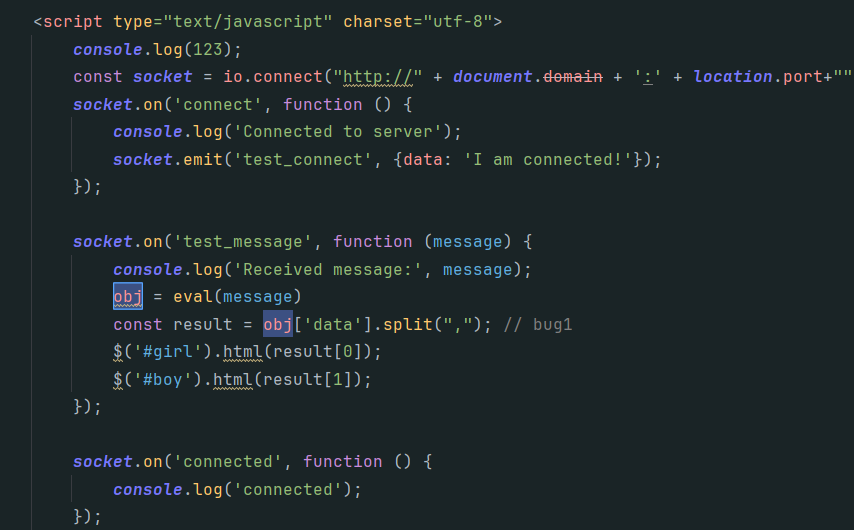 <script type="text/javascript" charset="utf-8">
console.log(123);
const socket = io.connect("http://" + document.domain + ':' + location.port+""
socket.on('connect', function () {
console.log('Connected to server');
socket.emit('test_connect', {data: 'I am connected!'});
});
socket.on('test_message', function (message) {
console.log('Received message:', message);
obj = eval(message)
const result = obj['data'].split(","); // bug1
$('#girl').html(result[0]);
$('#boy').html(result[1]);
});
socket.on('connected', function () {
console.log('connected');
});